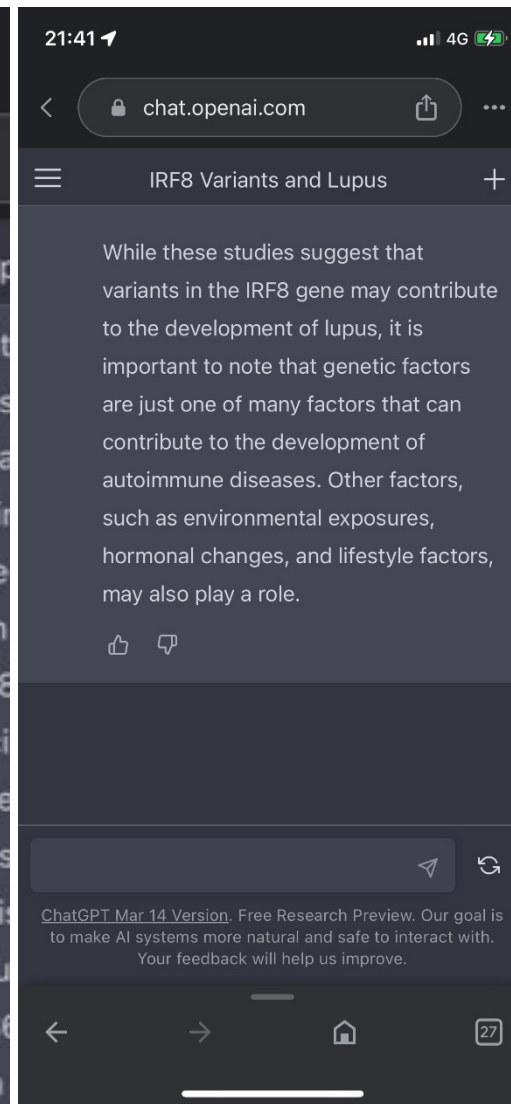 21:41
4G
chat.openai.com
IRF8 Variants and Lupus
While these studies suggest that
variants in the IRF8 gene may contribute
to the development of lupus, it is
important to note that genetic factors
are just one of many factors that can
contribute to the development of
autoimmune diseases. Other factors,
such as environmental exposures,
hormonal changes, and lifestyle factors,
may also play a role.
ChatGPT Mar 14 Version. Free Research Preview. Our goal is
to make AI systems more natural and safe to interact with.
Your feedback will help us improve.
27